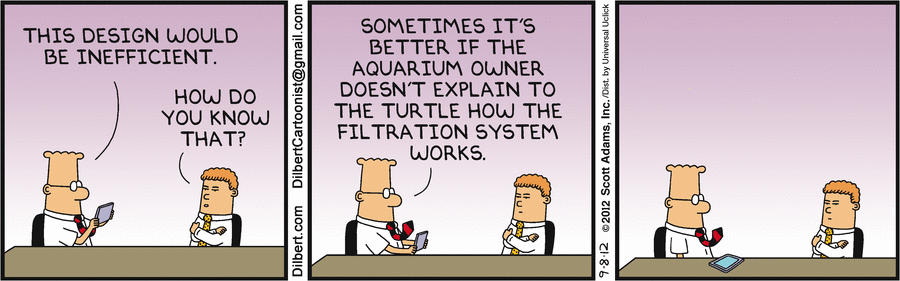 THIS DESIGN WOULD
BE INEFFICIENT.
HOW DO
YOU KNOW
THAT?
Dilbert.com DilbertCartoonist@gmail.com
SOMETIMES IT'S
BETTER IF THE
AQUARIUM OWNER
DOESN'T EXPLAIN TO
THE TURTLE HOW THE
FILTRATION SYSTEM
WORKS.
9-8-12 © 2012 Scott Adams, Inc./Dist. by Universal Uclick